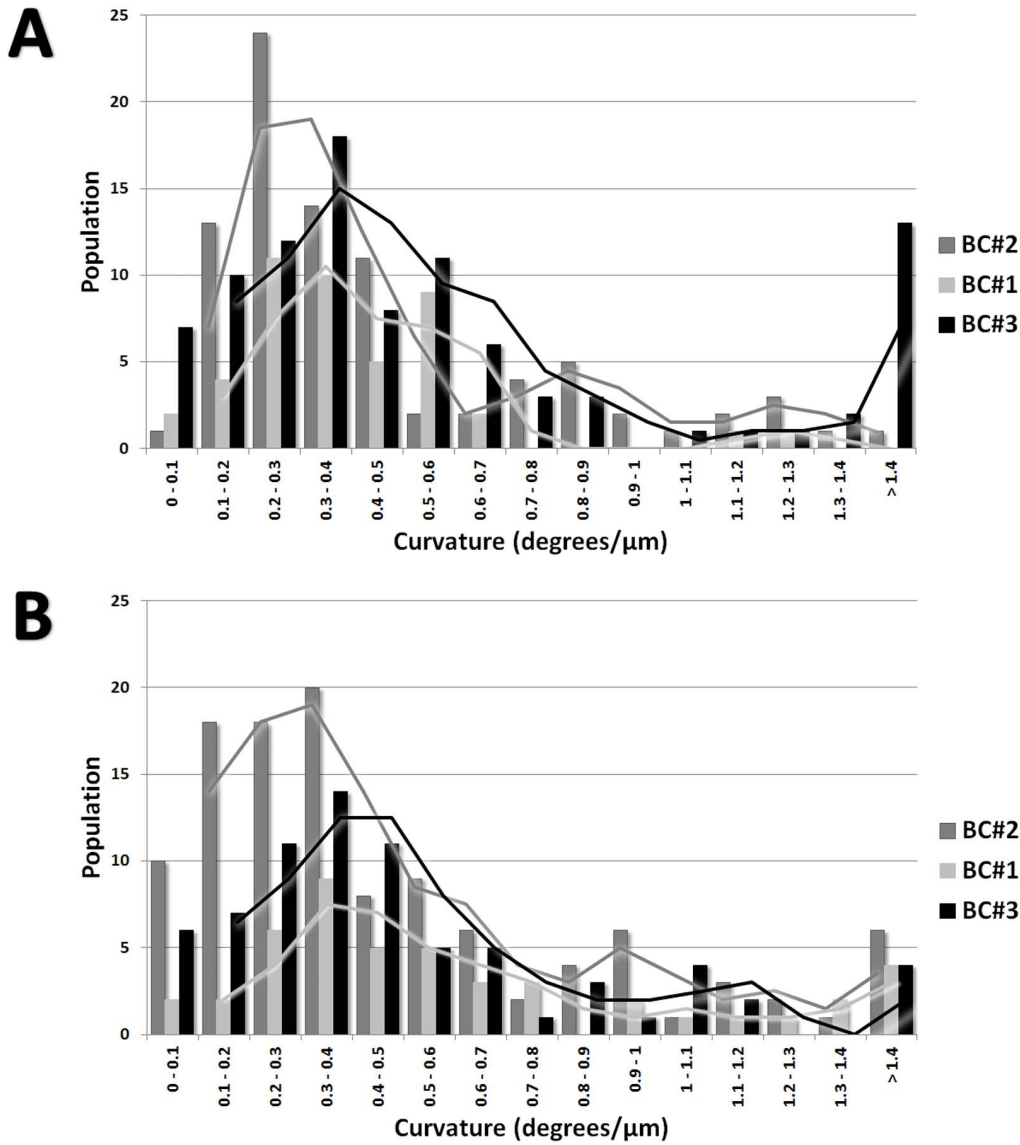 A
25
20
15
10
5
0
Population
0 - 0.1
0.1 - 0.2
0.2 - 0.3
0.3 - 0.4
0.4 - 0.5
0.5 - 0.6
0.6 - 0.7
0.7 - 0.8
0.8 - 0.9
0.9 - 1
1 - 1.1
1.1 - 1.2
1.2 - 1.3
1.3 - 1.4
> 1.4
Curvature (degrees/μm)
BC#2
BC#1
BC#3
B
25
20
15
10
5
0
Population
0 - 0.1
0.1 - 0.2
0.2 - 0.3
0.3 - 0.4
0.4 - 0.5
0.5 - 0.6
0.6 - 0.7
0.7 - 0.8
0.8 - 0.9
0.9 - 1
1 - 1.1
1.1 - 1.2
1.2 - 1.3
1.3 - 1.4
> 1.4
Curvature (degrees/μm)
BC#2
BC#1
BC#3